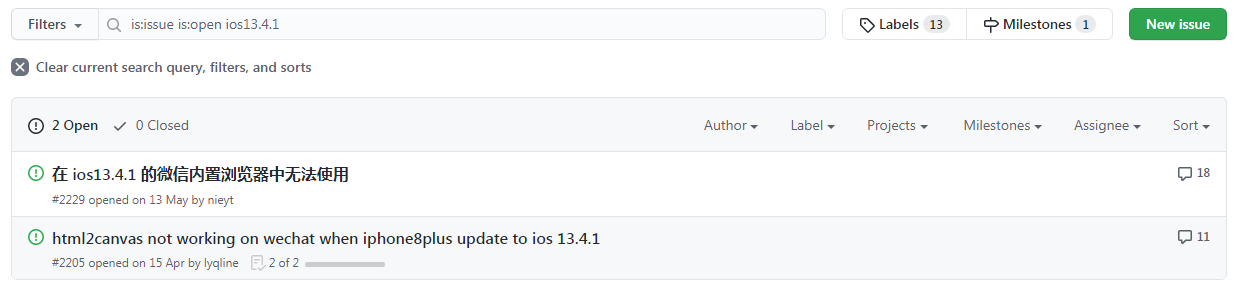 Filters is:issue is:open ios13.4.1 Labels 13 Milestones 1 New issue
Clear current search query, filters, and sorts
2 Open 0 Closed Author Label Projects Milestones Assignee Sort
在 ios13.4.1 的微信内置浏览器中无法使用 18
#2229 opened on 13 May by nieyt
html2canvas not working on wechat when iphone8plus update to ios 13.4.1 11
#2205 opened on 15 Apr by lyqline 2 of 2